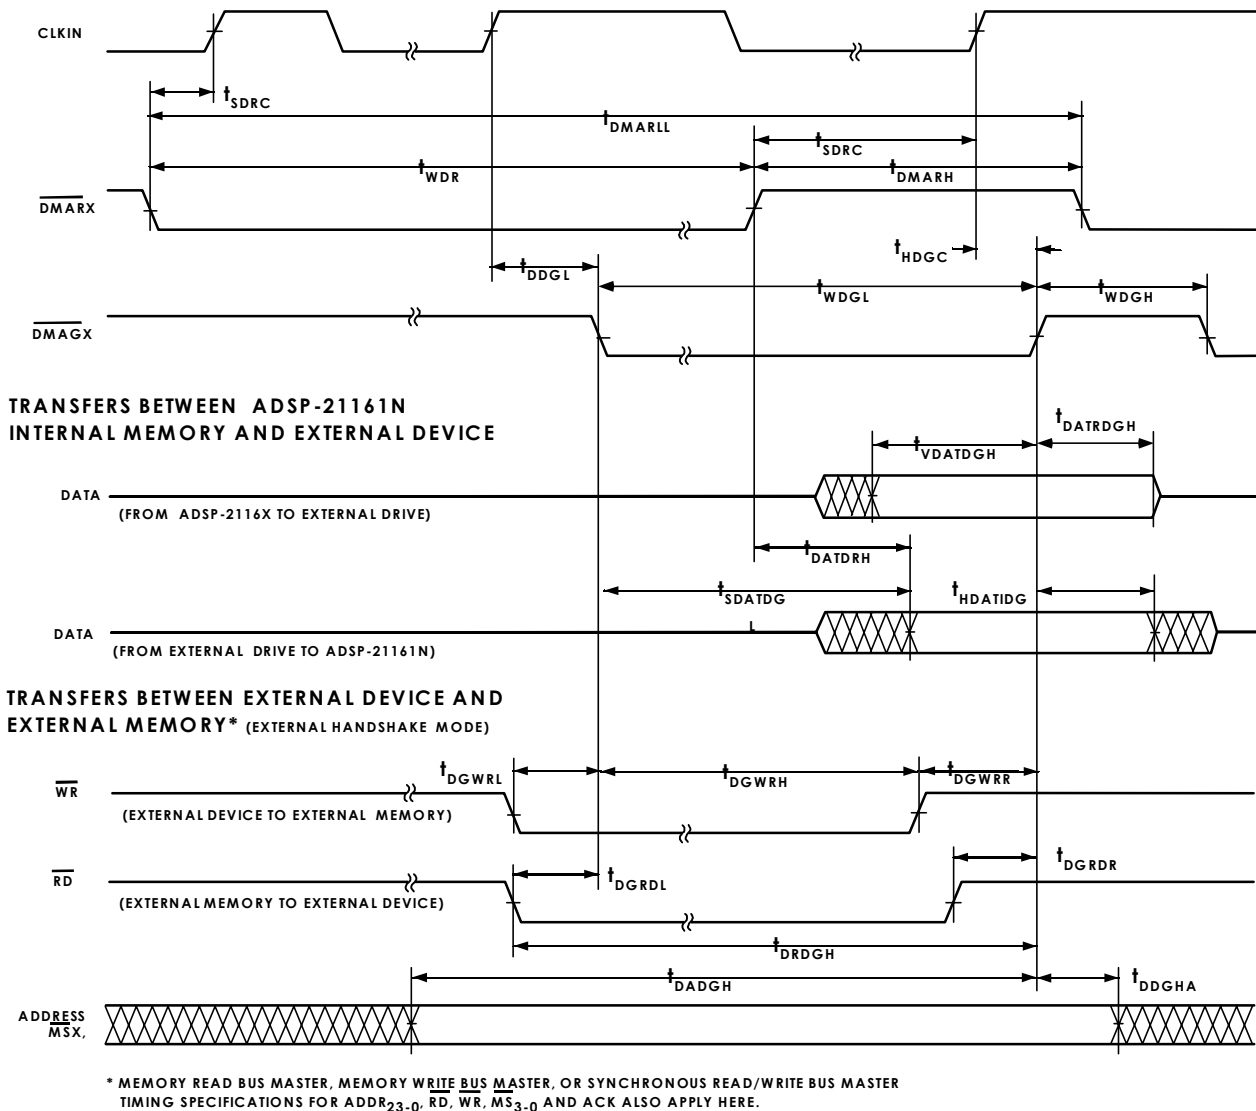 CLKIN
tSDRC
tDMARLL
tSDRC
tWDR
tDMARH
DMARX
tHDGC
tDDGL
tWDGL
tWDGH
DMAGX
TRANSFERS BETWEEN ADSP-21161N
INTERNAL MEMORY AND EXTERNAL DEVICE
tDATRDGH
tVDATDGH
DATA
(FROM ADSP-2116X TO EXTERNAL DRIVE)
tDATDRH
tSDATDG
L
tHDATIDG
DATA
(FROM EXTERNAL DRIVE TO ADSP-21161N)
TRANSFERS BETWEEN EXTERNAL DEVICE AND
EXTERNAL MEMORY* (EXTERNAL HANDSHAKE MODE)
tDGWRL
tDGWRH
tDGWRR
WR
(EXTERNAL DEVICE TO EXTERNAL MEMORY)
tDGRDR
RD
tDGRDL
(EXTERNAL MEMORY TO EXTERNAL DEVICE)
tDRDGH
tDADGH
tDDGHA
ADDRESS
MSX,
* MEMORY READ BUS MASTER, MEMORY WRITE BUS MASTER, OR SYNCHRONOUS READ/WRITE BUS MASTER
TIMING SPECIFICATIONS FOR ADDR23-0, RD, WR, MS3-0 AND ACK ALSO APPLY HERE.